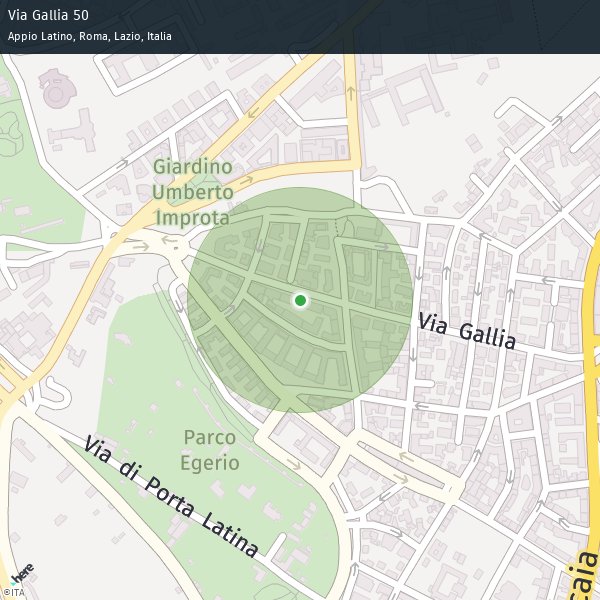 Via Gallia 50
Appio Latino, Roma, Lazio, Italia
Giardino
Umberto
Improta
Via Gallia
Parco
Egerio
Via di Porta Latina
caia
here
©ITA